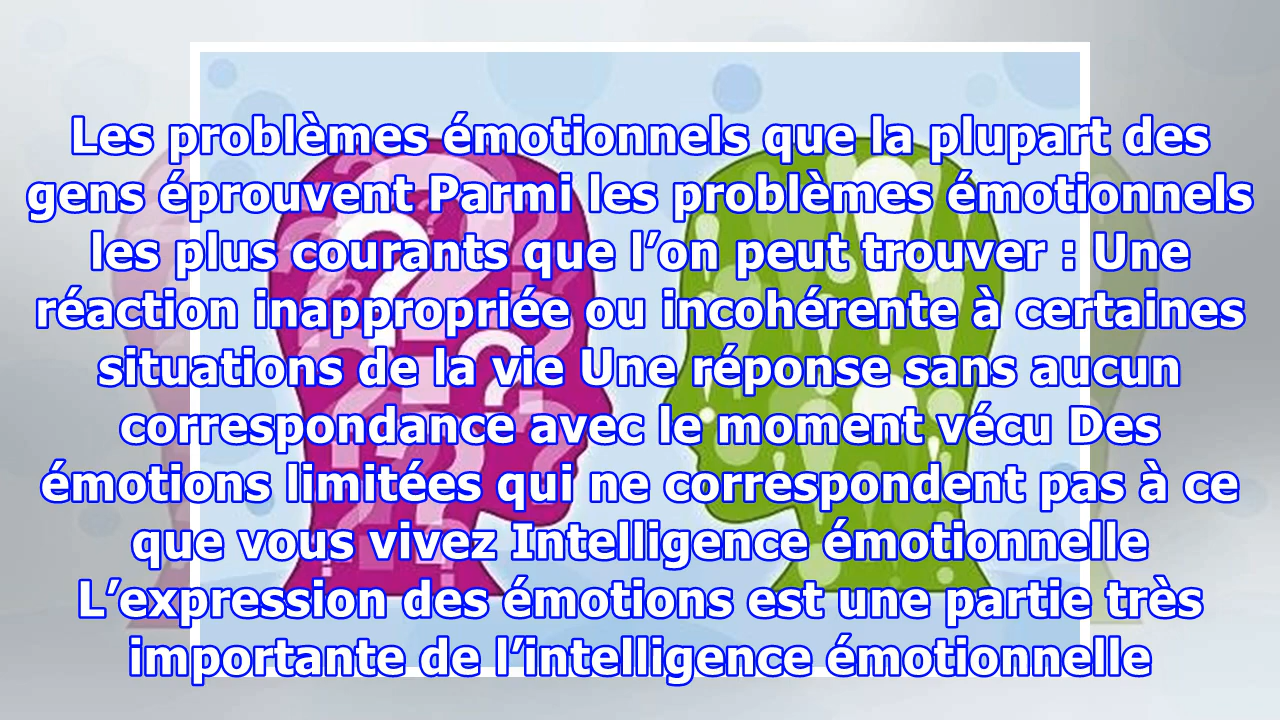 Les problèmes émotionnels que la plupart des
gens éprouvent Parmi les problèmes émotionnels
les plus courants que l’on peut trouver : Une
réaction inappropriée ou incohérente à certaines
situations de la vie Une réponse sans aucun
correspondance avec le moment vécu Des
émotions limitées qui ne correspondent pas à ce
que vous vivez Intelligence émotionnelle
L’expression des émotions est une partie très
importante de l’intelligence émotionnelle